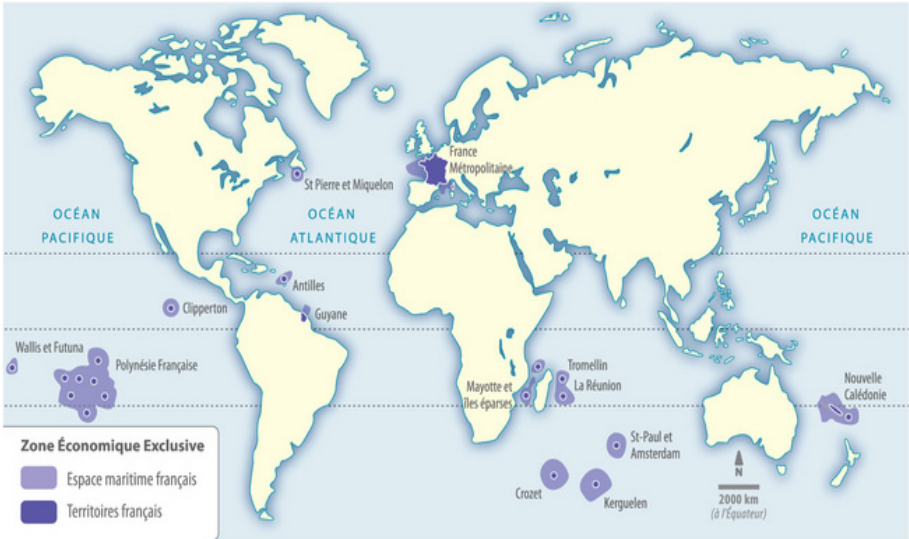 France
Métropolitaine
St Pierre et Miquelon
OCÉAN
PACIFIQUE
OCÉAN
ATLANTIQUE
OCÉAN
PACIFIQUE
Antilles
Clipperton
Guyane
Wallis et Futuna
Polynésie Française
Tromellin
La Réunion
Mayotte et
îles éparses
Nouvelle
Calédonie
St-Paul et
Amsterdam
Crozet
Kerguelen
N
2000 km
(à l'Équateur)
Zone Économique Exclusive
Espace maritime français
Territoires français